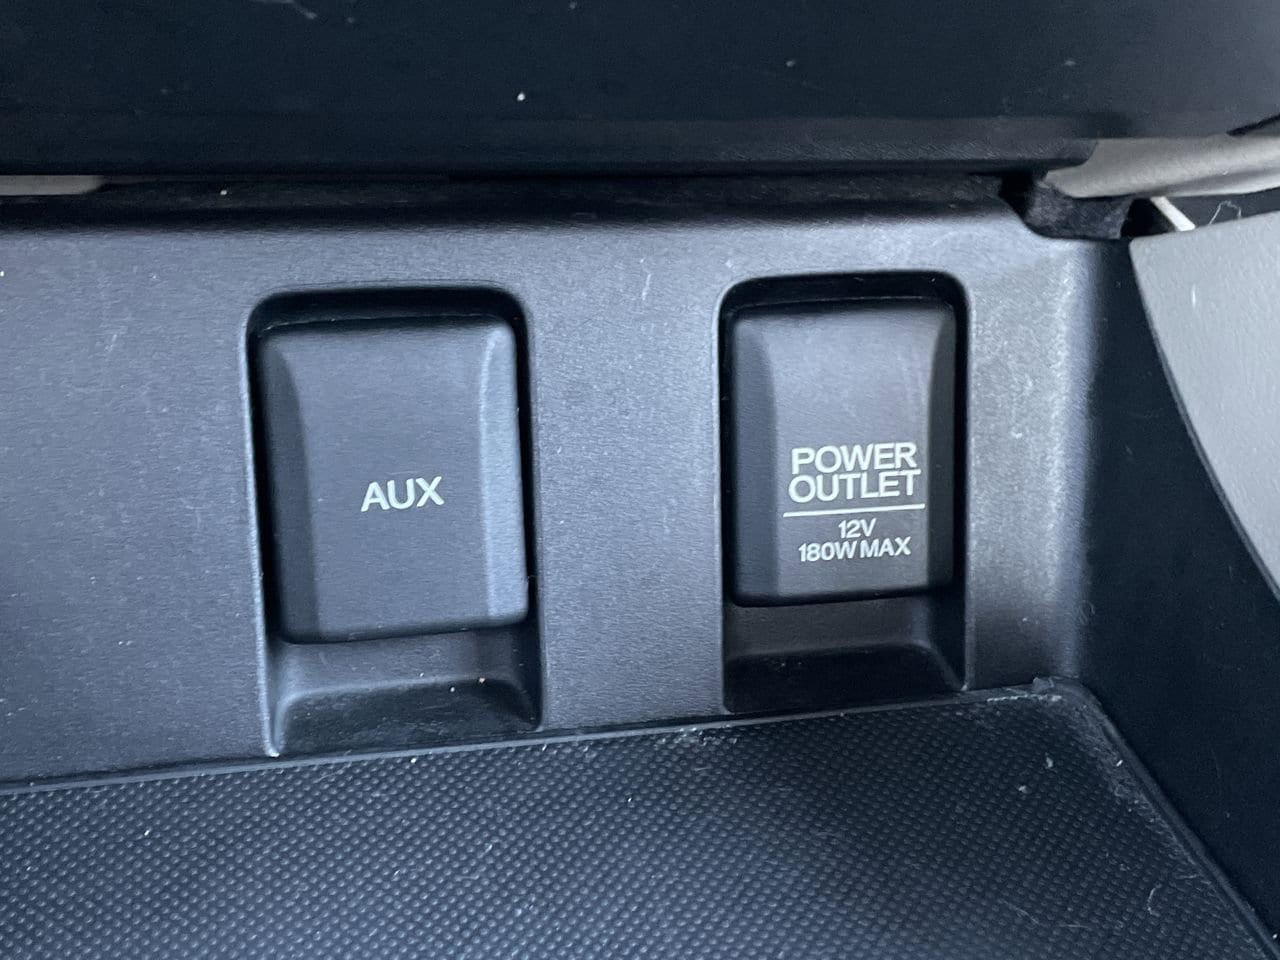 AUX
POWER
OUTLET
12V
180W MAX